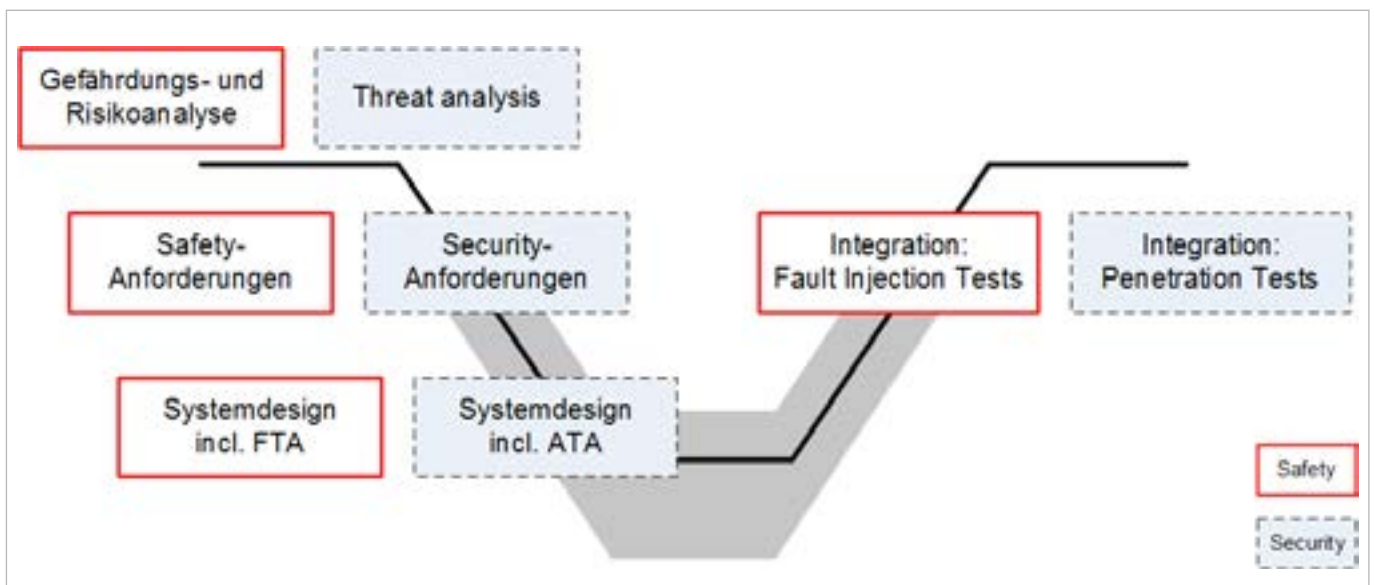 Gefährdungs- und
Risikoanalyse
Threat analysis
Safety-
Anforderungen
Security-
Anforderungen
Integration:
Fault Injection Tests
Integration:
Penetration Tests
Systemdesign
incl. FTA
Systemdesign
incl. ATA
Safety
Security